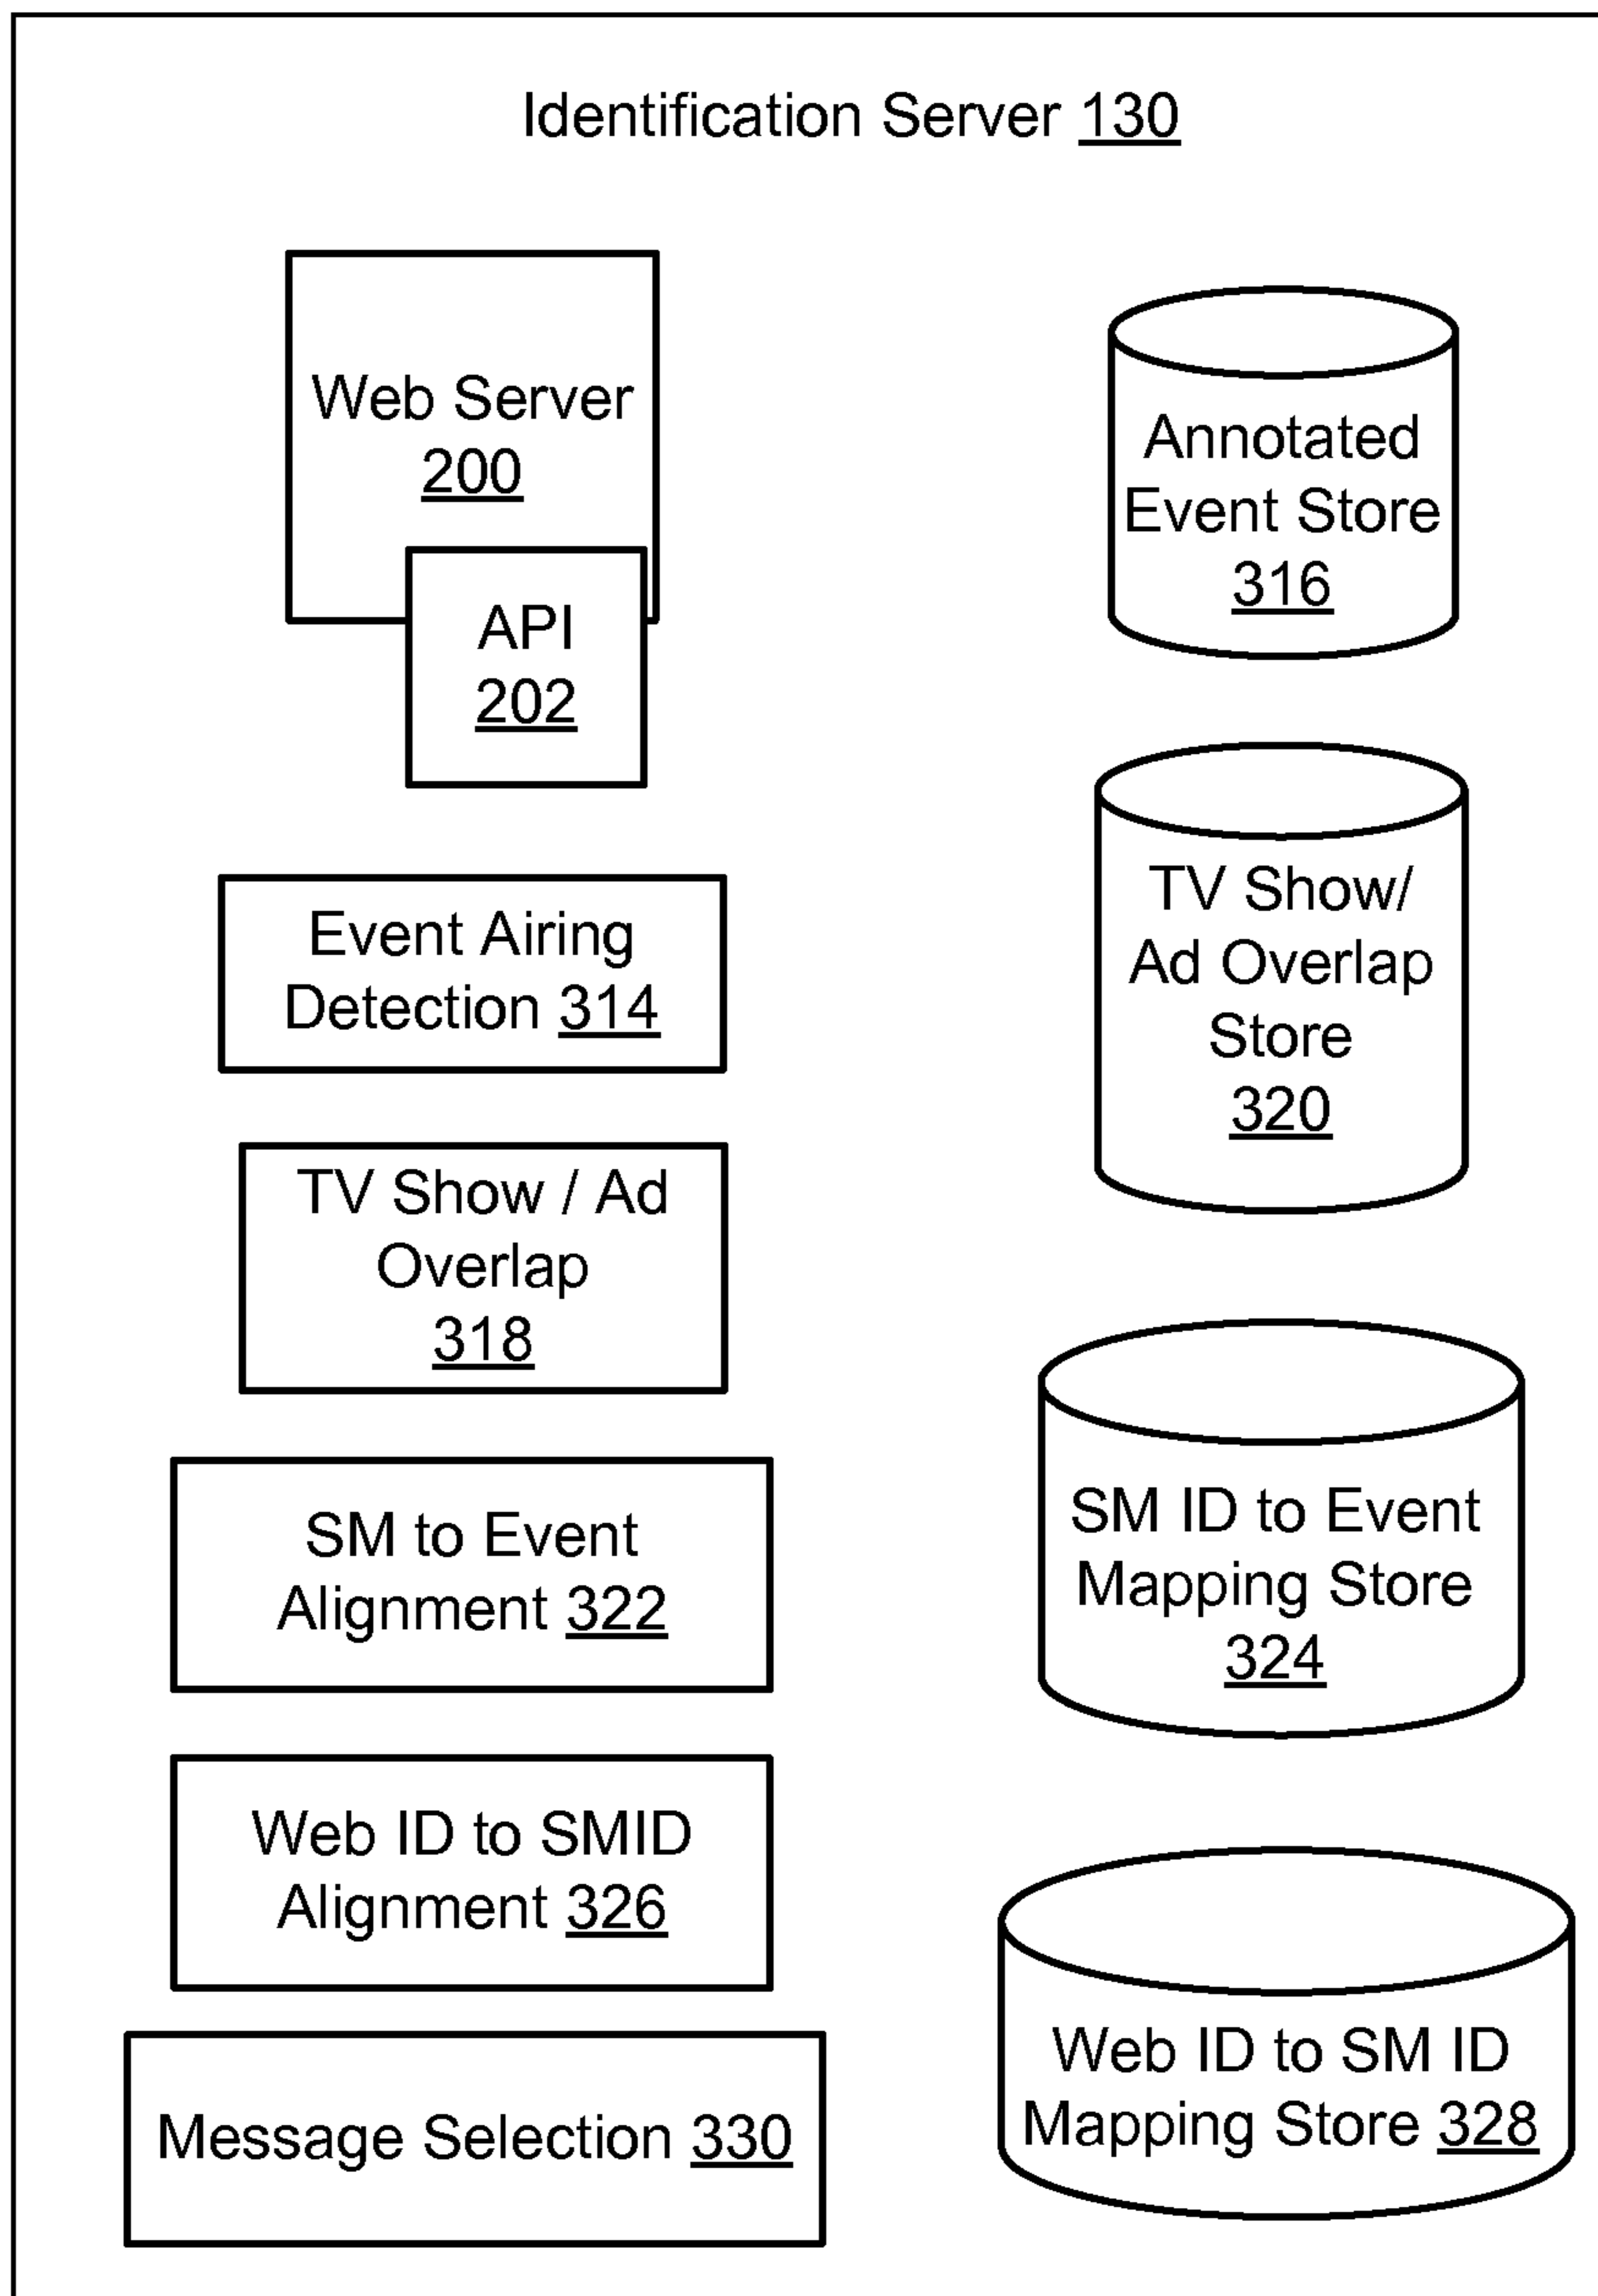 Identification Server 130
Web Server
200
API
202
Event Airing
Detection 314
TV Show / Ad
Overlap
318
SM to Event
Alignment 322
Web ID to SMID
Alignment 326
Message Selection 330
Annotated
Event Store
316
TV Show/
Ad Overlap
Store
320
SM ID to Event
Mapping Store
324
Web ID to SM ID
Mapping Store 328